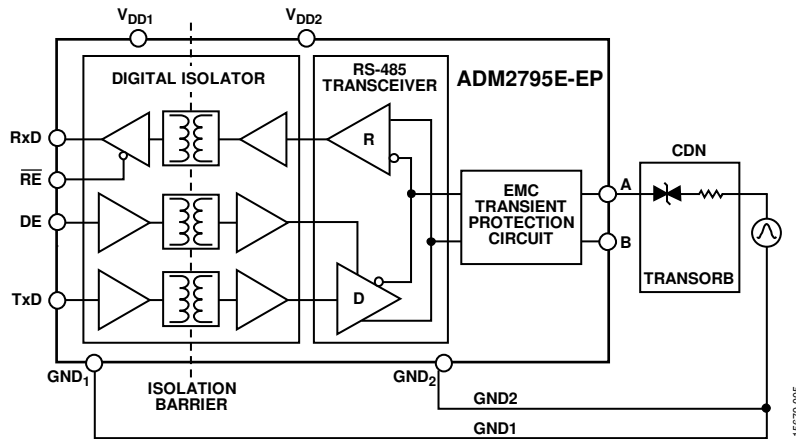 VDD1
VDD2
DIGITAL ISOLATOR
RS-485
TRANSCEIVER
ADM2795E-EP
RxD
RE
DE
TxD
R
D
EMC
TRANSIENT
PROTECTION
CIRCUIT
A
B
CDN
TRANSORB
GND1
ISOLATION
BARRIER
GND2
GND2
GND1